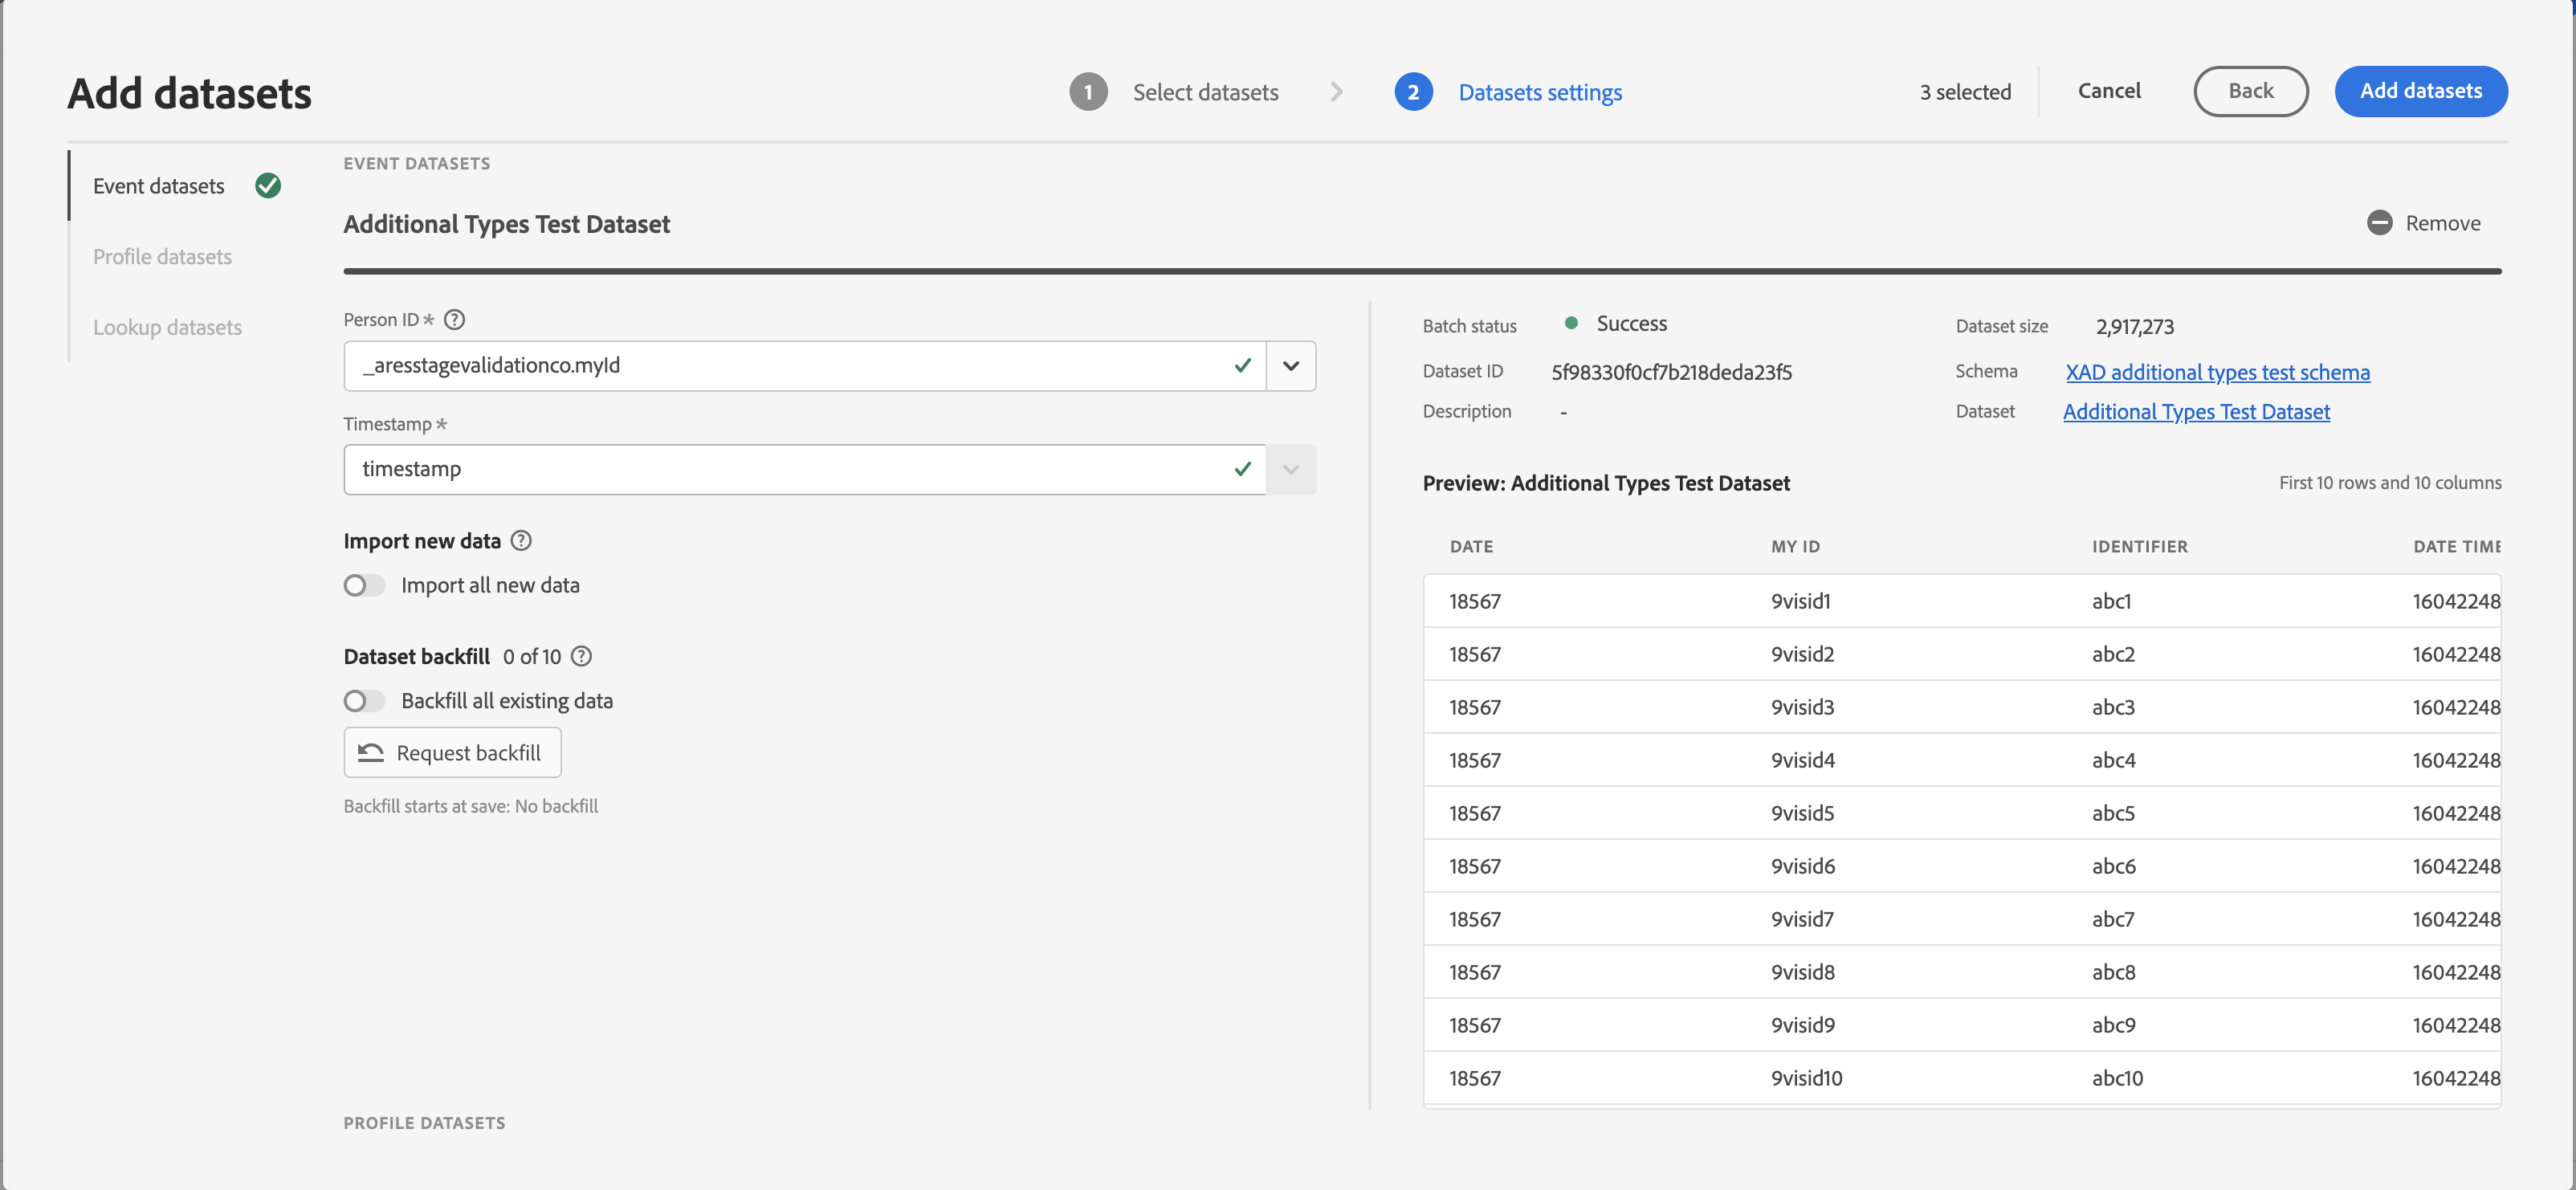 Add datasets
1 Select datasets
2 Datasets settings
3 selected
Cancel
Back
Add datasets
Event datasets
Profile datasets
Lookup datasets
EVENT DATASETS
Additional Types Test Dataset
Remove
Person ID *
_aresstagevalidationco.myId
Timestamp *
timestamp
Import new data
Import all new data
Dataset backfill 0 of 10
Backfill all existing data
Request backfill
Backfill starts at save: No backfill
Batch status Success Dataset size 2,917,273
Dataset ID 5f98330f0cf7b218deda23f5 Schema XAD additional types test schema
Description - Dataset Additional Types Test Dataset
Preview: Additional Types Test Dataset First 10 rows and 10 columns
DATE MY ID IDENTIFIER DATE TIME
18567 9visid1 abc1 16042248
18567 9visid2 abc2 16042248
18567 9visid3 abc3 16042248
18567 9visid4 abc4 16042248
18567 9visid5 abc5 16042248
18567 9visid6 abc6 16042248
18567 9visid7 abc7 16042248
18567 9visid8 abc8 16042248
18567 9visid9 abc9 16042248
18567 9visid10 abc10 16042248
PROFILE DATASETS